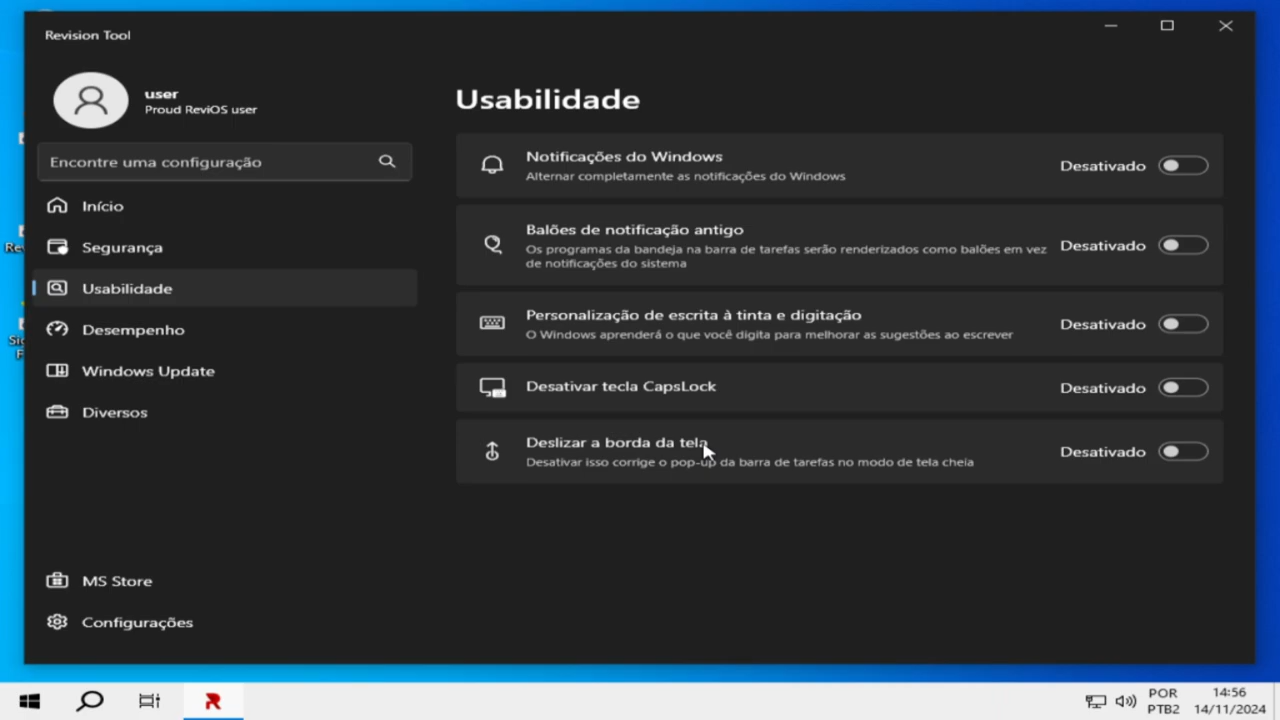 Revision Tool
user
Proud ReviOS user
Encontre uma configuração
Início
Segurança
Usabilidade
Desempenho
Windows Update
Diversos
MS Store
Configurações
Usabilidade
Notificações do Windows
Alternar completamente as notificações do Windows
Desativado
Balões de notificação antigo
Os programas da bandeja na barra de tarefas serão renderizados como balões em vez
de notificações do sistema
Desativado
Personalização de escrita à tinta e digitação
O Windows aprenderá o que você digita para melhorar as sugestões ao escrever
Desativado
Desativar tecla CapsLock
Desativado
Deslizar a borda da tela
Desativar isso corrige o pop-up da barra de tarefas no modo de tela cheia
Desativado
POR
PTB2
14:56
14/11/2024